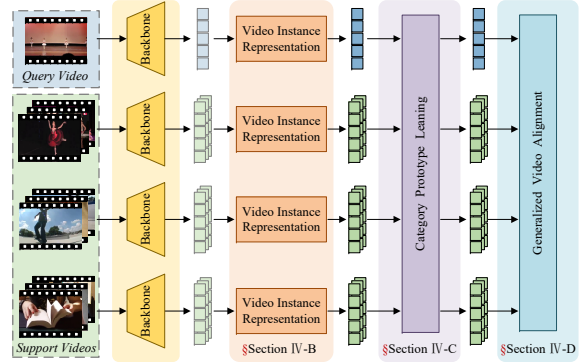 Query Video
Backbone
Video Instance
Representation
Backbone
Video Instance
Representation
Backbone
Video Instance
Representation
Backbone
Video Instance
Representation
Support Videos
Category Prototype Leaning
Generalized Video Alignment
§Section IV-B
§Section IV-C
§Section IV-D